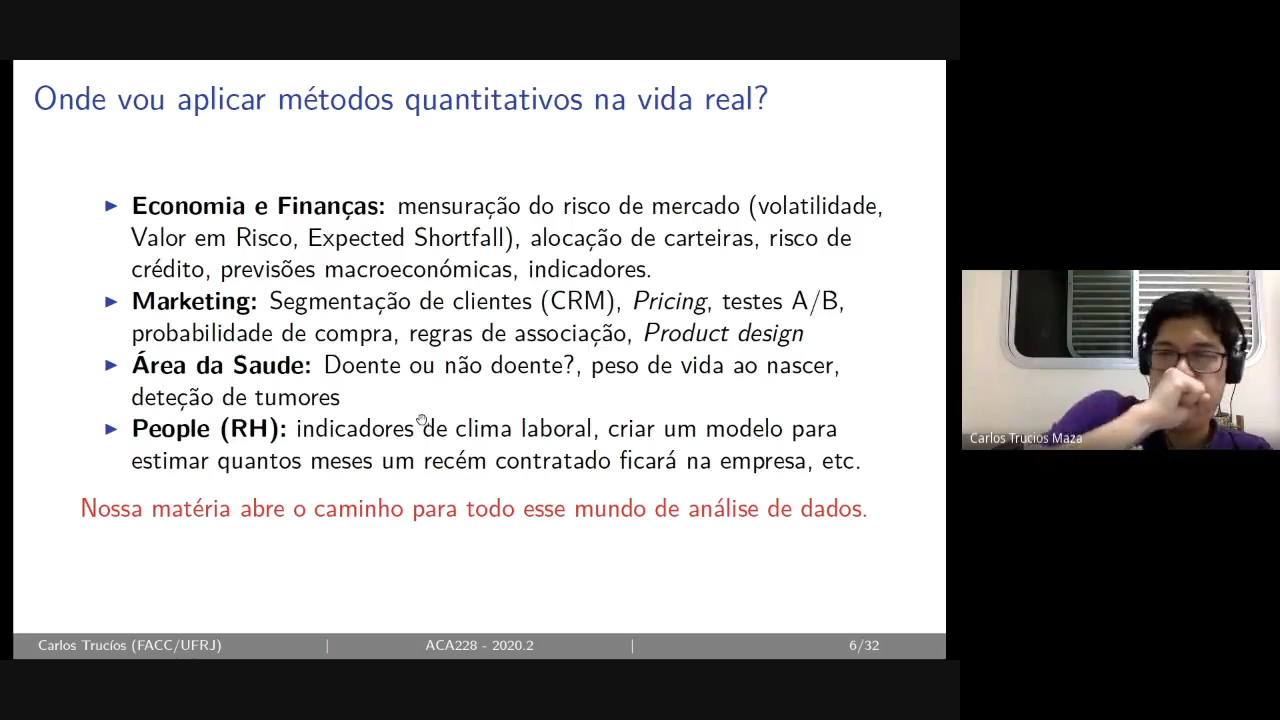 Onde vou aplicar métodos quantitativos na vida real?
Economia e Finanças: mensuração do risco de mercado (volatilidade,
Valor em Risco, Expected Shortfall), alocação de carteiras, risco de
crédito, previsões macroeconómicas, indicadores.
Marketing: Segmentação de clientes (CRM), Pricing, testes A/B,
probabilidade de compra, regras de associação, Product design
Área da Saude: Doente ou não doente?, peso de vida ao nascer,
deteção de tumores
People (RH): indicadores de clima laboral, criar um modelo para
estimar quantos meses um recém contratado ficará na empresa, etc.
Nossa matéria abre o caminho para todo esse mundo de análise de dados.
Carlos Trucíos (FACC/UFRJ) | ACA228 - 2020.2 | 6/32
Carlos Trucios Maza